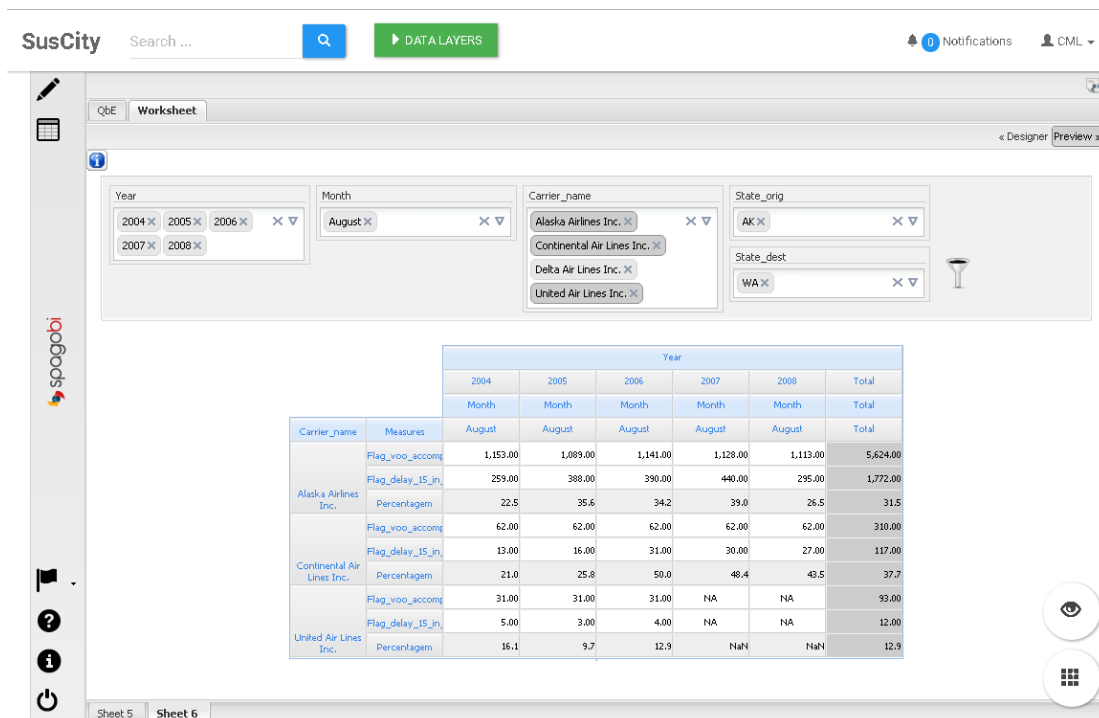 SusCity
Search ...
DATA LAYERS
0 Notifications
CML
QbE Worksheet
« Designer Preview »
Year
2004 2005 2006
2007 2008
Month
August
Carrier_name
Alaska Airlines Inc.
Continental Air Lines Inc.
Delta Air Lines Inc.
United Air Lines Inc.
State_orig
AK
State_dest
WA
spagobi
Year
2004 2005 2006 2007 2008 Total
Month Month Month Month Month Total
Carrier_name Measures August August August August August Total
Flag_voo_accomp 1,153.00 1,089.00 1,141.00 1,128.00 1,113.00 5,624.00
Flag_delay_15_in_ 259.00 388.00 390.00 440.00 295.00 1,772.00
Alaska Airlines Inc. Percentagem 22.5 35.6 34.2 39.0 26.5 31.5
Flag_voo_accomp 62.00 62.00 62.00 62.00 62.00 310.00
Flag_delay_15_in_ 13.00 16.00 31.00 30.00 27.00 117.00
Continental Air Lines Inc. Percentagem 21.0 25.8 50.0 48.4 43.5 37.7
Flag_voo_accomp 31.00 31.00 31.00 NA NA 93.00
Flag_delay_15_in_ 5.00 3.00 4.00 NA NA 12.00
United Air Lines Inc. Percentagem 16.1 9.7 12.9 NaN NaN 12.9
Sheet 5 Sheet 6